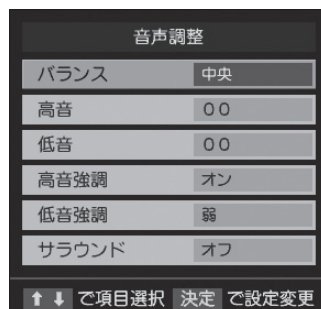 音声調整
バランス 中央
高音 00
低音 00
高音強調 オン
低音強調 弱
サラウンド オフ
⬆⬇ で項目選択 決定 で設定変更